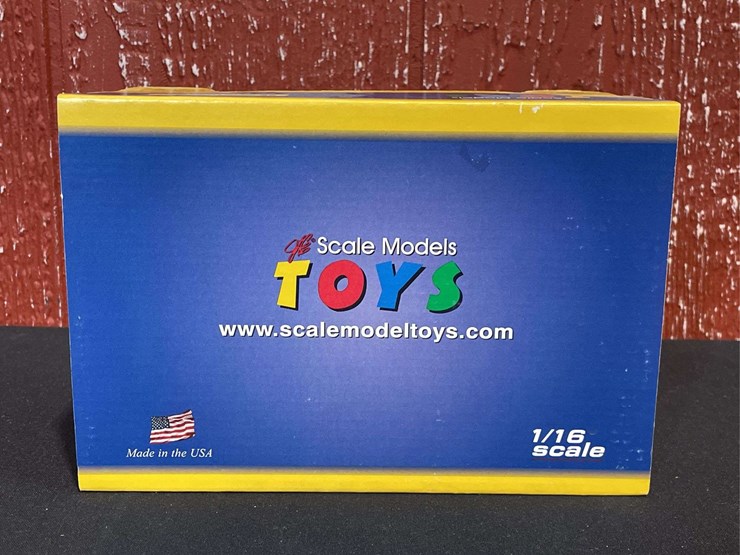 Scale Models
TOYS
www.scalemodeltoys.com
Made in the USA
1/16
scale